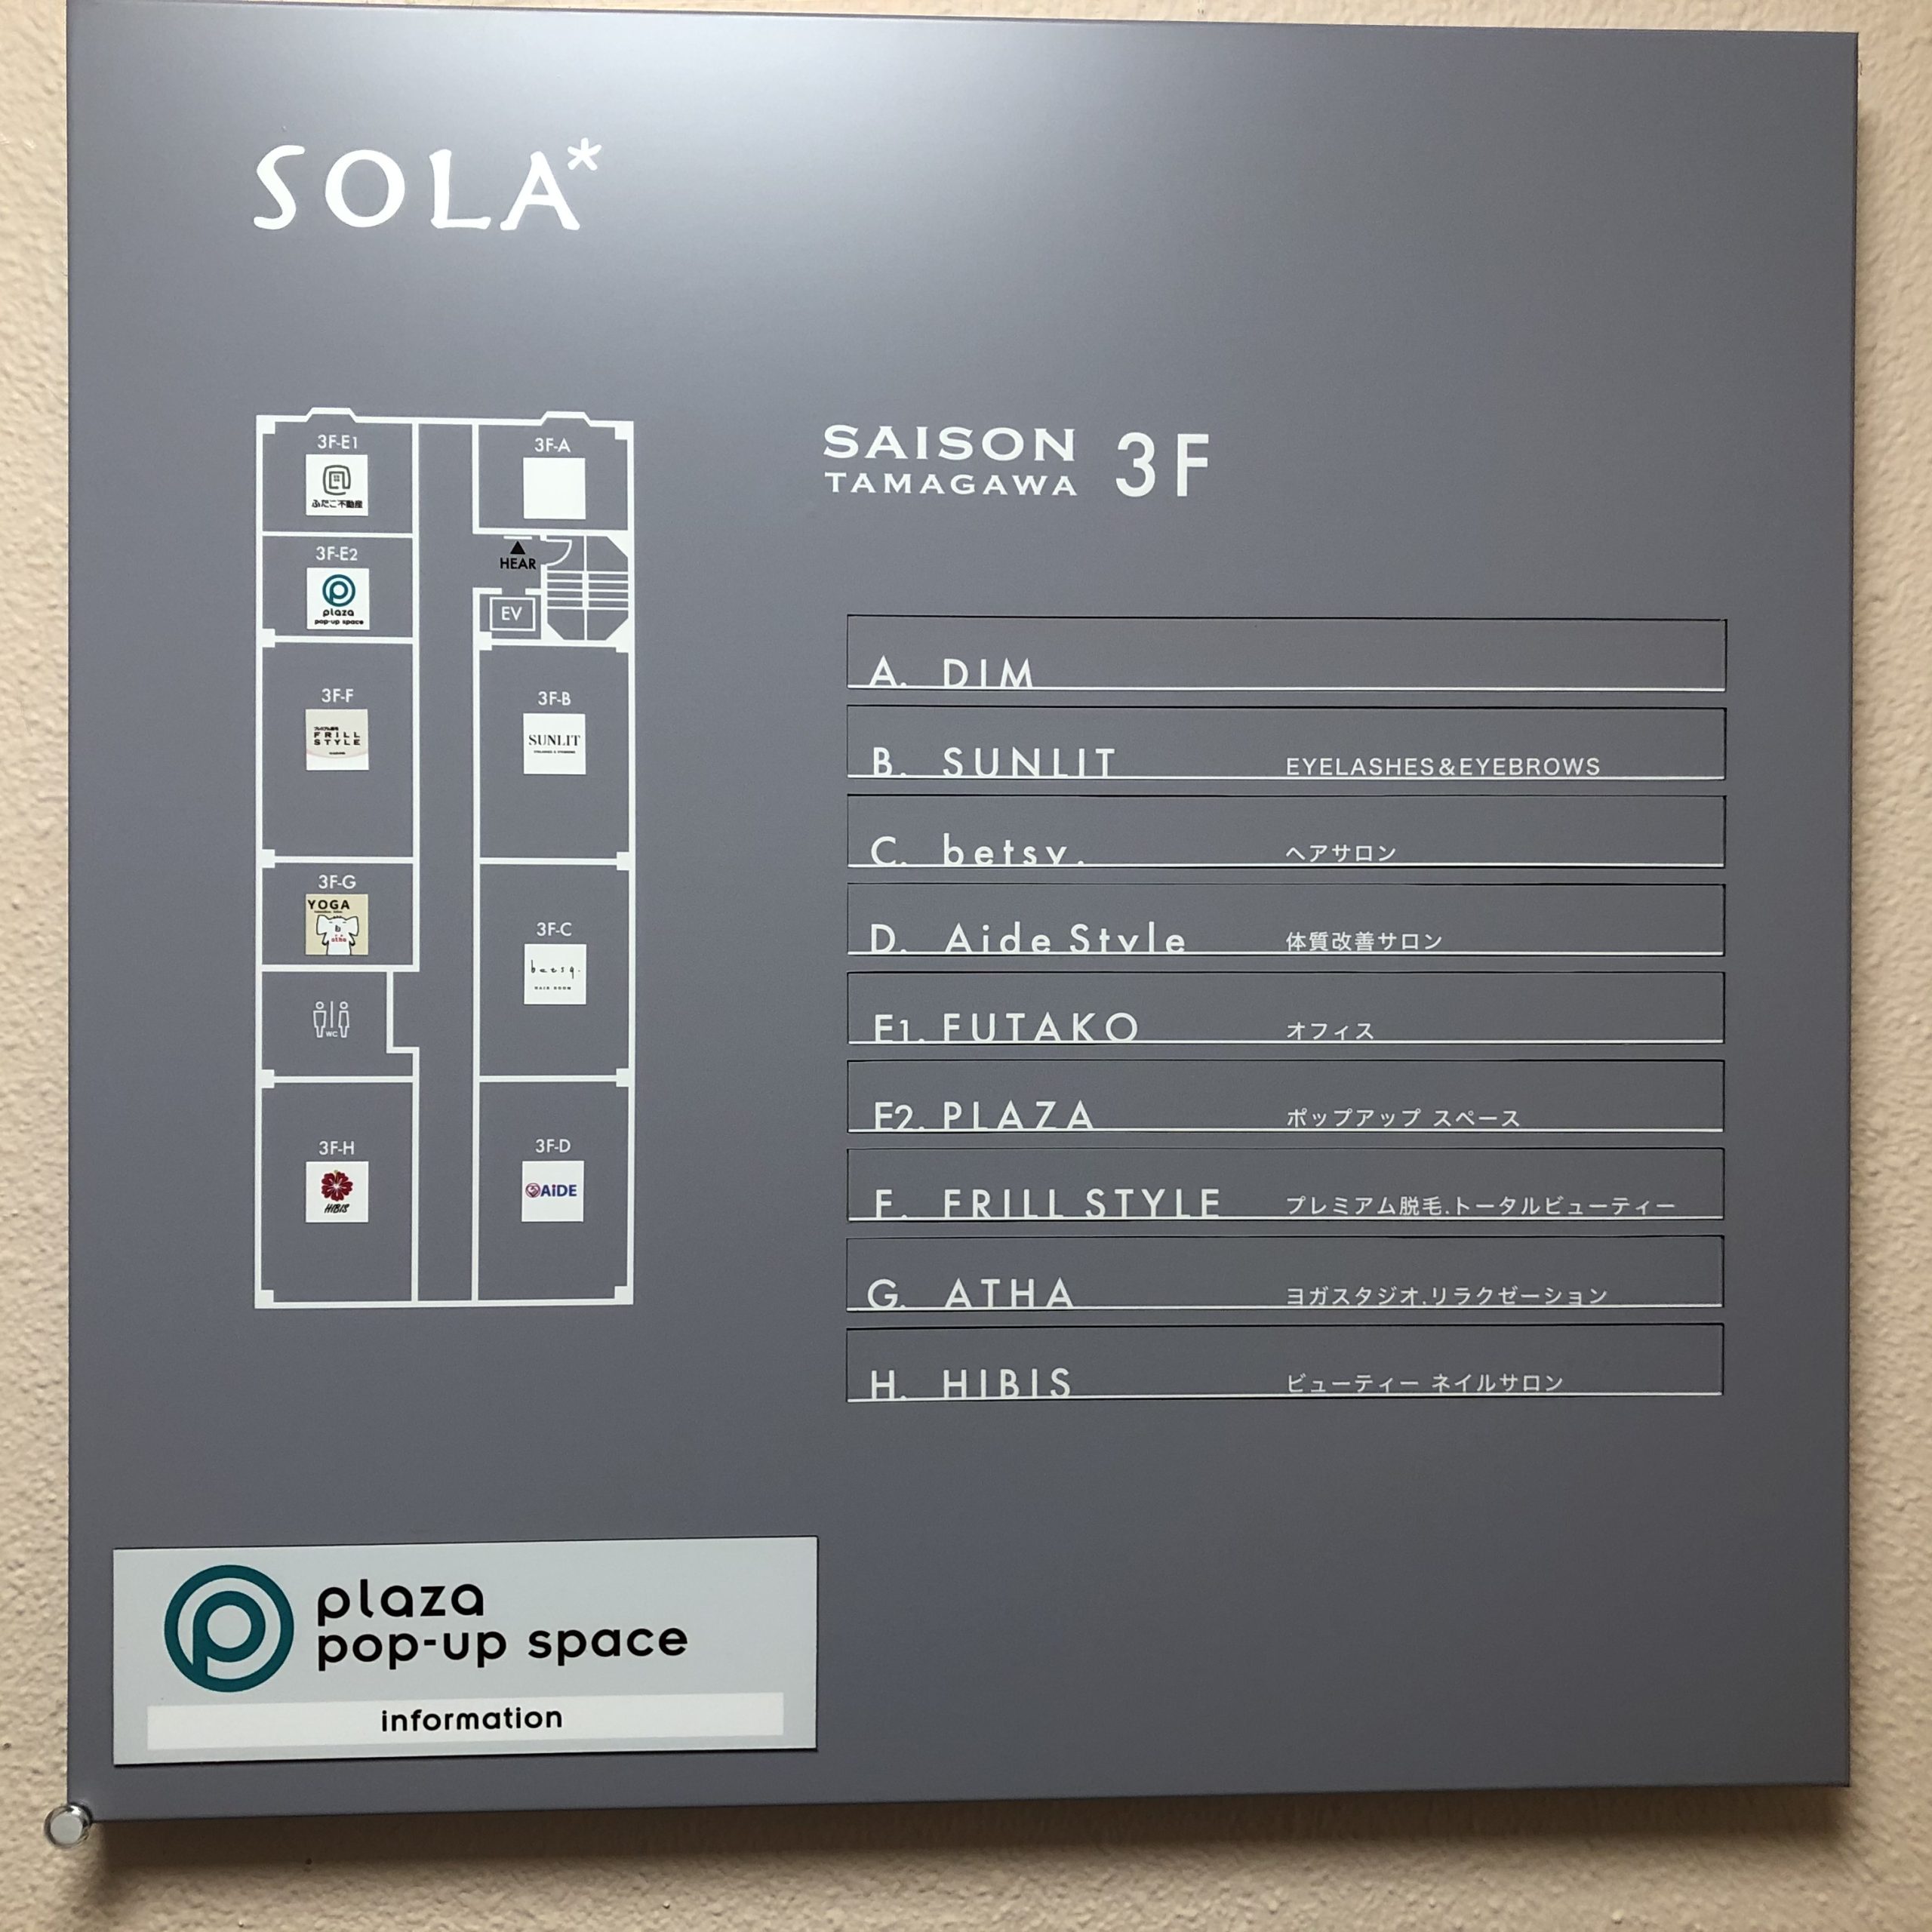 SOLA*
SAISON
TAMAGAWA 3F
3F-E1
ふたこ不動産
3F-A
3F-E2
plaza
pop-up space
HEAR
EV
3F-F
FRILL
STYLE
3F-B
SUNLIT
3F-G
YOGA
atha
3F-C
betsy.
HAIR ROOM
WC
3F-H
HIBIS
3F-D
AiDE
A. DIM
B. SUNLIT EYELASHES&EYEBROWS
C. betsy. ヘアサロン
D. Aide Style 体質改善サロン
E1. FUTAKO オフィス
E2. PLAZA ポップアップ スペース
F. FRILL STYLE プレミアム脱毛.トータルビューティー
G. ATHA ヨガスタジオ.リラクゼーション
H. HIBIS ビューティー ネイルサロン
plaza
pop-up space
information